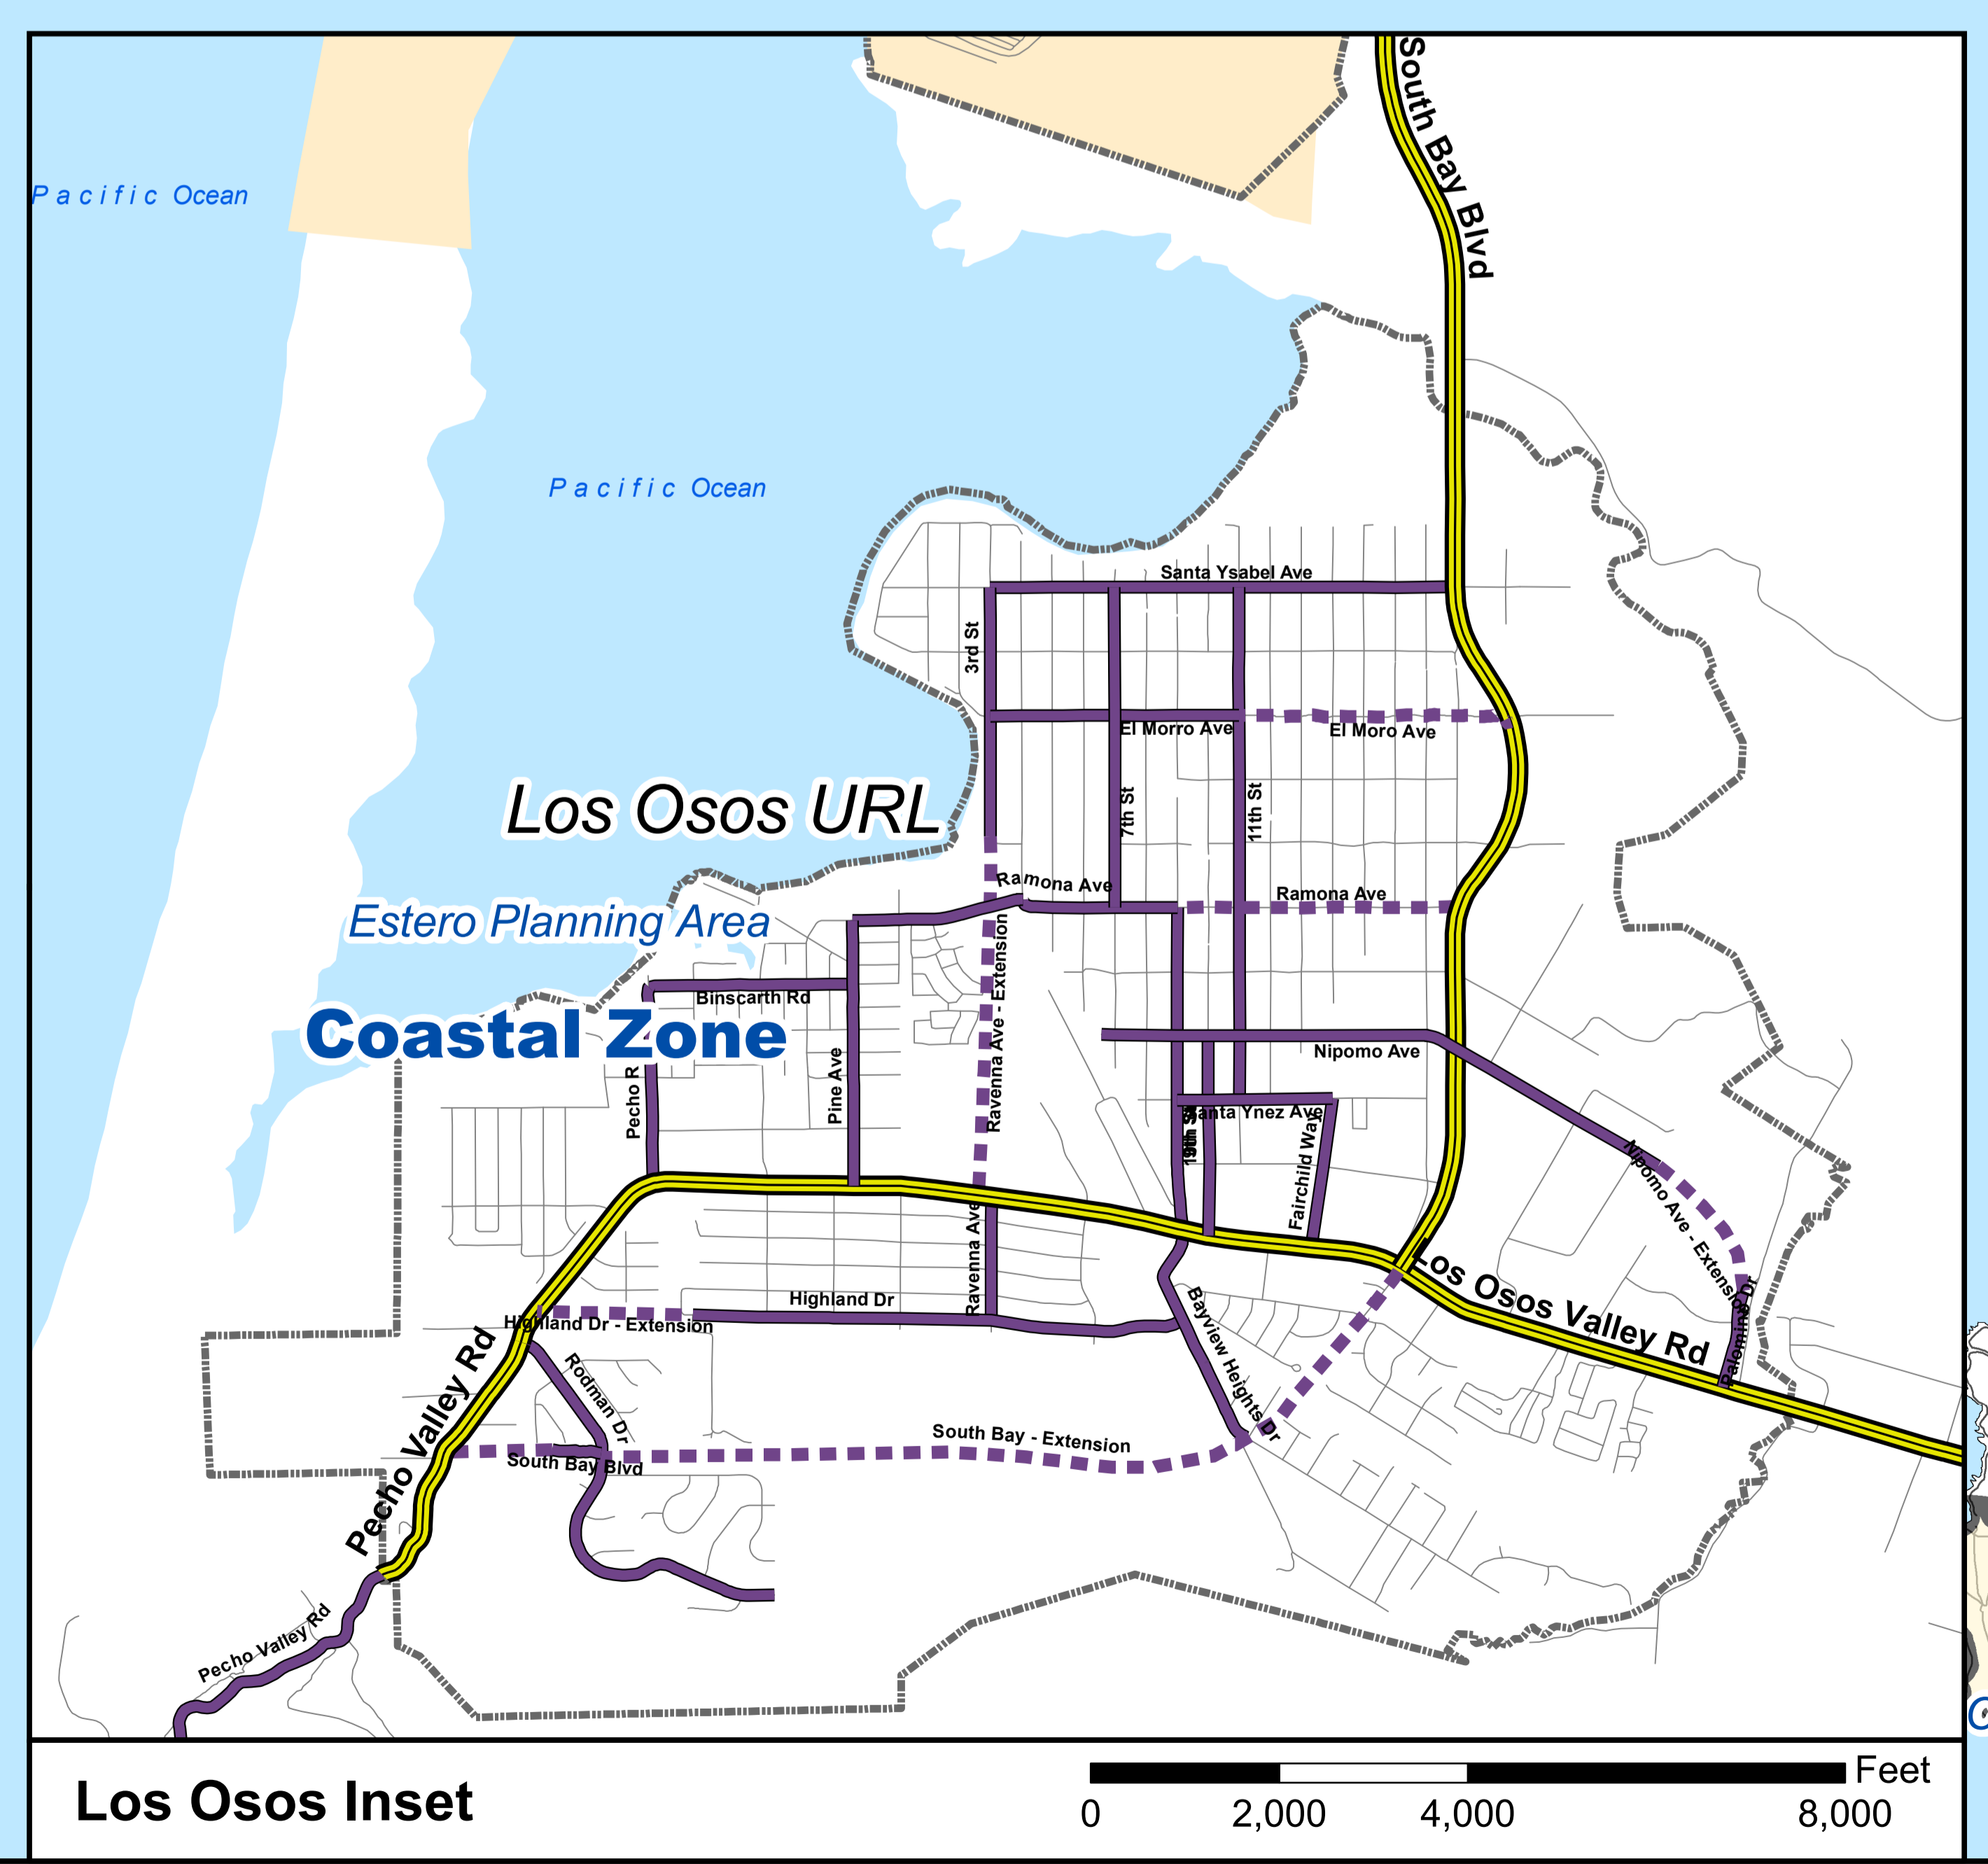 South Bay Blvd
Pacific Ocean
Pacific Ocean
Santa Ysabel Ave
3rd St
El Morro Ave
El Moro Ave
Los Osos URL
7th St
11th St
Ramona Ave
Ramona Ave
Estero Planning Area
Ravenna Ave - Extension
Binscarth Rd
Coastal Zone
Nipomo Ave
Pecho R
Pine Ave
Santa Ynez Ave
Fairchild Way
Nipomo Ave - Extension
Ravenna Ave
Los Osos Valley Rd
Palomino Dr
Highland Dr
Highland Dr - Extension
Bayview Heights Dr
Rodman Dr
Pecho Valley Rd
South Bay - Extension
South Bay Blvd
Pecho Valley Rd
Los Osos Inset
Feet
0 2,000 4,000 8,000